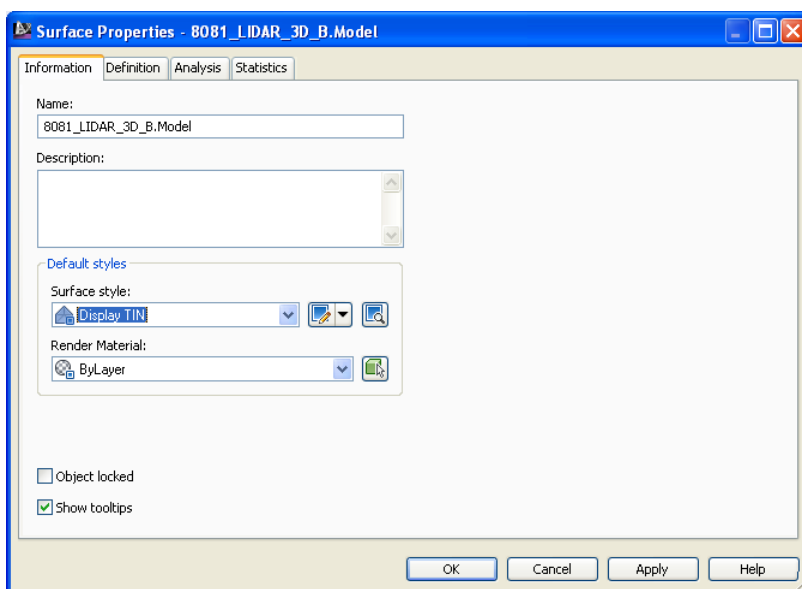 Surface Properties - 8081_LIDAR_3D_B.Model
Information Definition Analysis Statistics
Name:
8081_LIDAR_3D_B.Model
Description:
Default styles
Surface style:
Display TIN
Render Material:
ByLayer
Object locked
Show tooltips
OK Cancel Apply Help